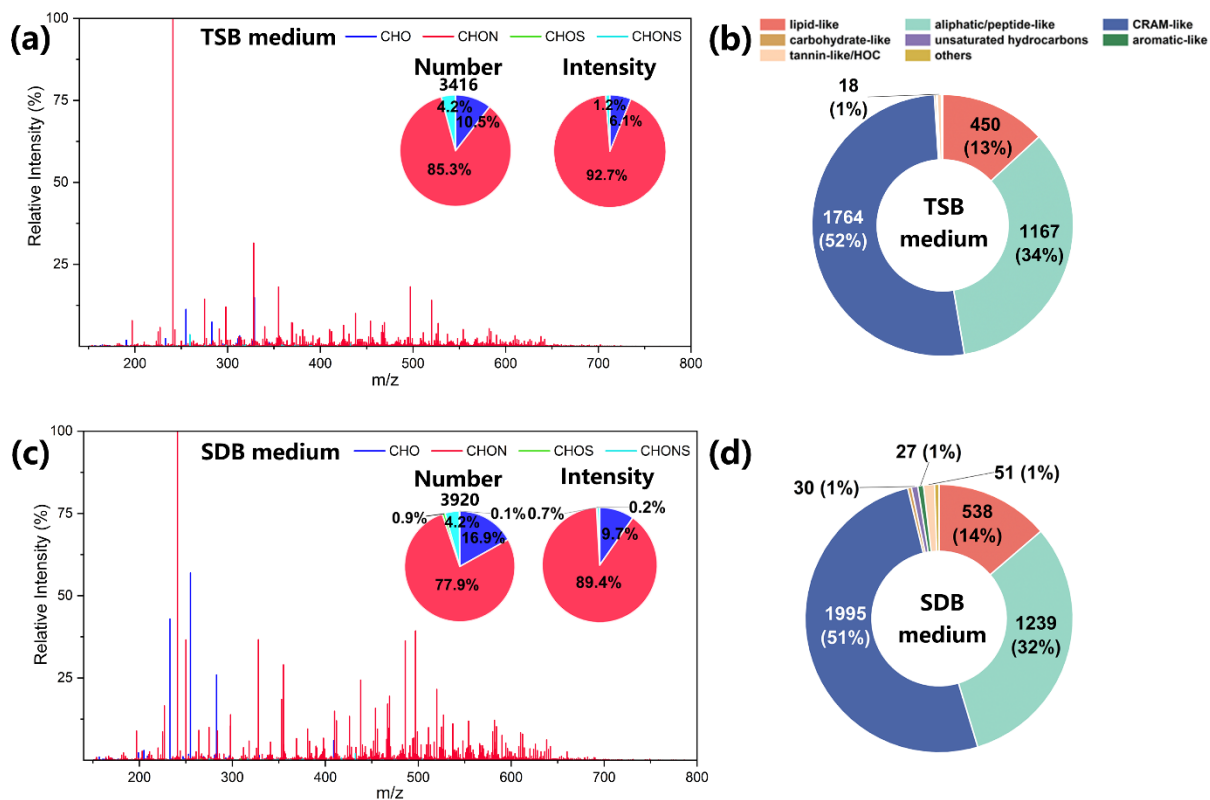 (a)
TSB medium
CHO
CHON
CHOS
CHONS
Number
3416
4.2%
10.5%
85.3%
Intensity
1.2%
6.1%
92.7%
Relative Intensity (%)
100
75
50
25
200
300
400
500
600
700
800
m/z
(b)
lipid-like
aliphatic/peptide-like
CRAM-like
carbohydrate-like
unsaturated hydrocarbons
aromatic-like
tannin-like/HOC
others
18
(1%)
450
(13%)
1764
(52%)
TSB
medium
1167
(34%)
(c)
SDB medium
CHO
CHON
CHOS
CHONS
Number
3920
0.9%
4.2%
0.1%
16.9%
77.9%
Intensity
0.7%
0.2%
9.7%
89.4%
Relative Intensity (%)
100
75
50
25
200
300
400
500
600
700
800
m/z
(d)
27 (1%)
30 (1%)
51 (1%)
538
(14%)
1995
(51%)
SDB
medium
1239
(32%)